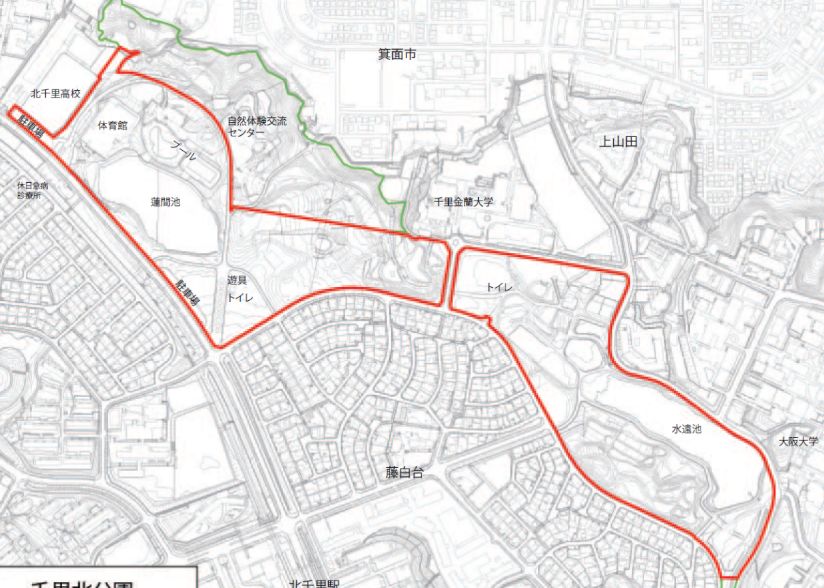 箕面市
北千里高校
駐車場
体育館
自然体験交流
センター
プール
上山田
休日急病
診療所
蓮間池
千里金蘭大学
遊具
トイレ
駐車場
トイレ
水遠池
大阪大学
藤白台
千里北公園
北千里駅